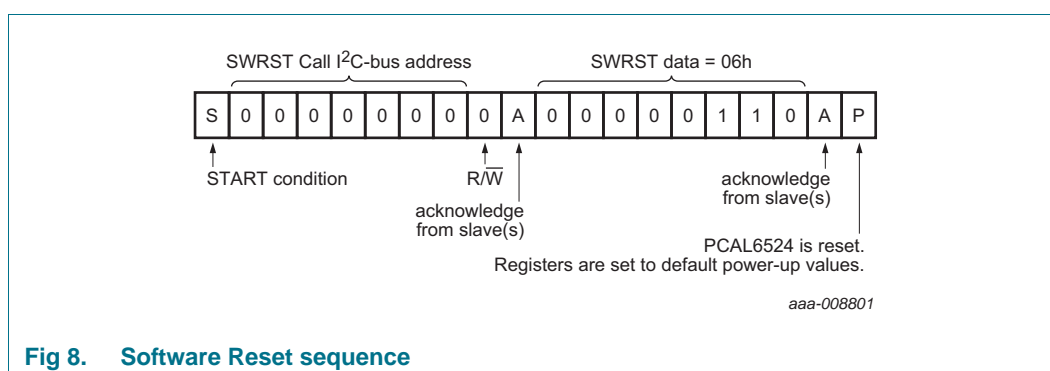 SWRST Call I2C-bus address SWRST data = 06h
S 0 0 0 0 0 0 0 0 A 0 0 0 0 0 1 1 0 A P
START condition R/W acknowledge
acknowledge from slave(s)
from slave(s)
PCAL6524 is reset.
Registers are set to default power-up values.
aaa-008801
Fig 8. Software Reset sequence